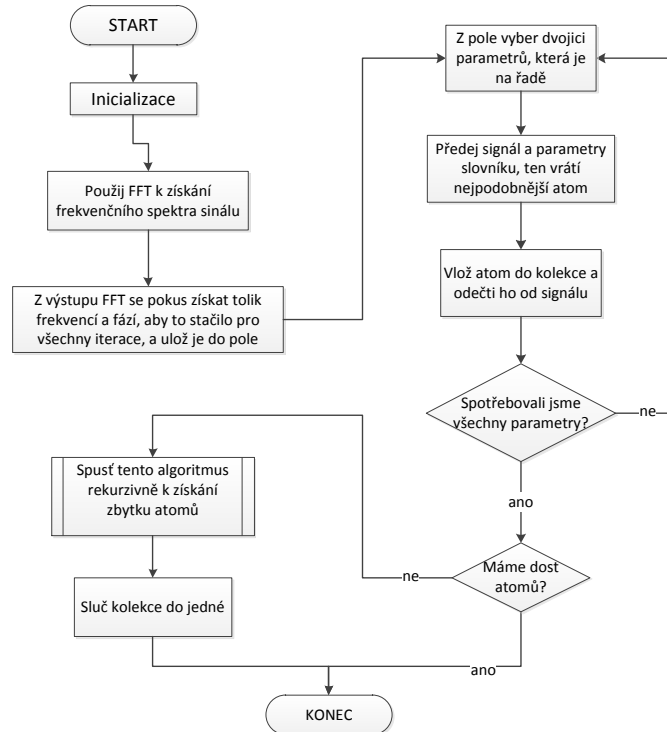 START
Inicializace
Použij FFT k získání
frekvenčního spektra sinálu
Z výstupu FFT se pokus získat tolik
frekvencí a fází, aby to stačilo pro
všechny iterace, a ulož je do pole
Z pole vyber dvojici
parametrů, která je
na řadě
Předej signál a parametry
slovníku, ten vrátí
nejpodobnější atom
Vlož atom do kolekce a
odečti ho od signálu
Spotřebovali jsme
všechny parametry?
ne
ano
Máme dost
atomů?
ne
ano
Spusť tento algoritmus
rekurzivně k získání
zbytku atomů
Sluč kolekce do jedné
KONEC